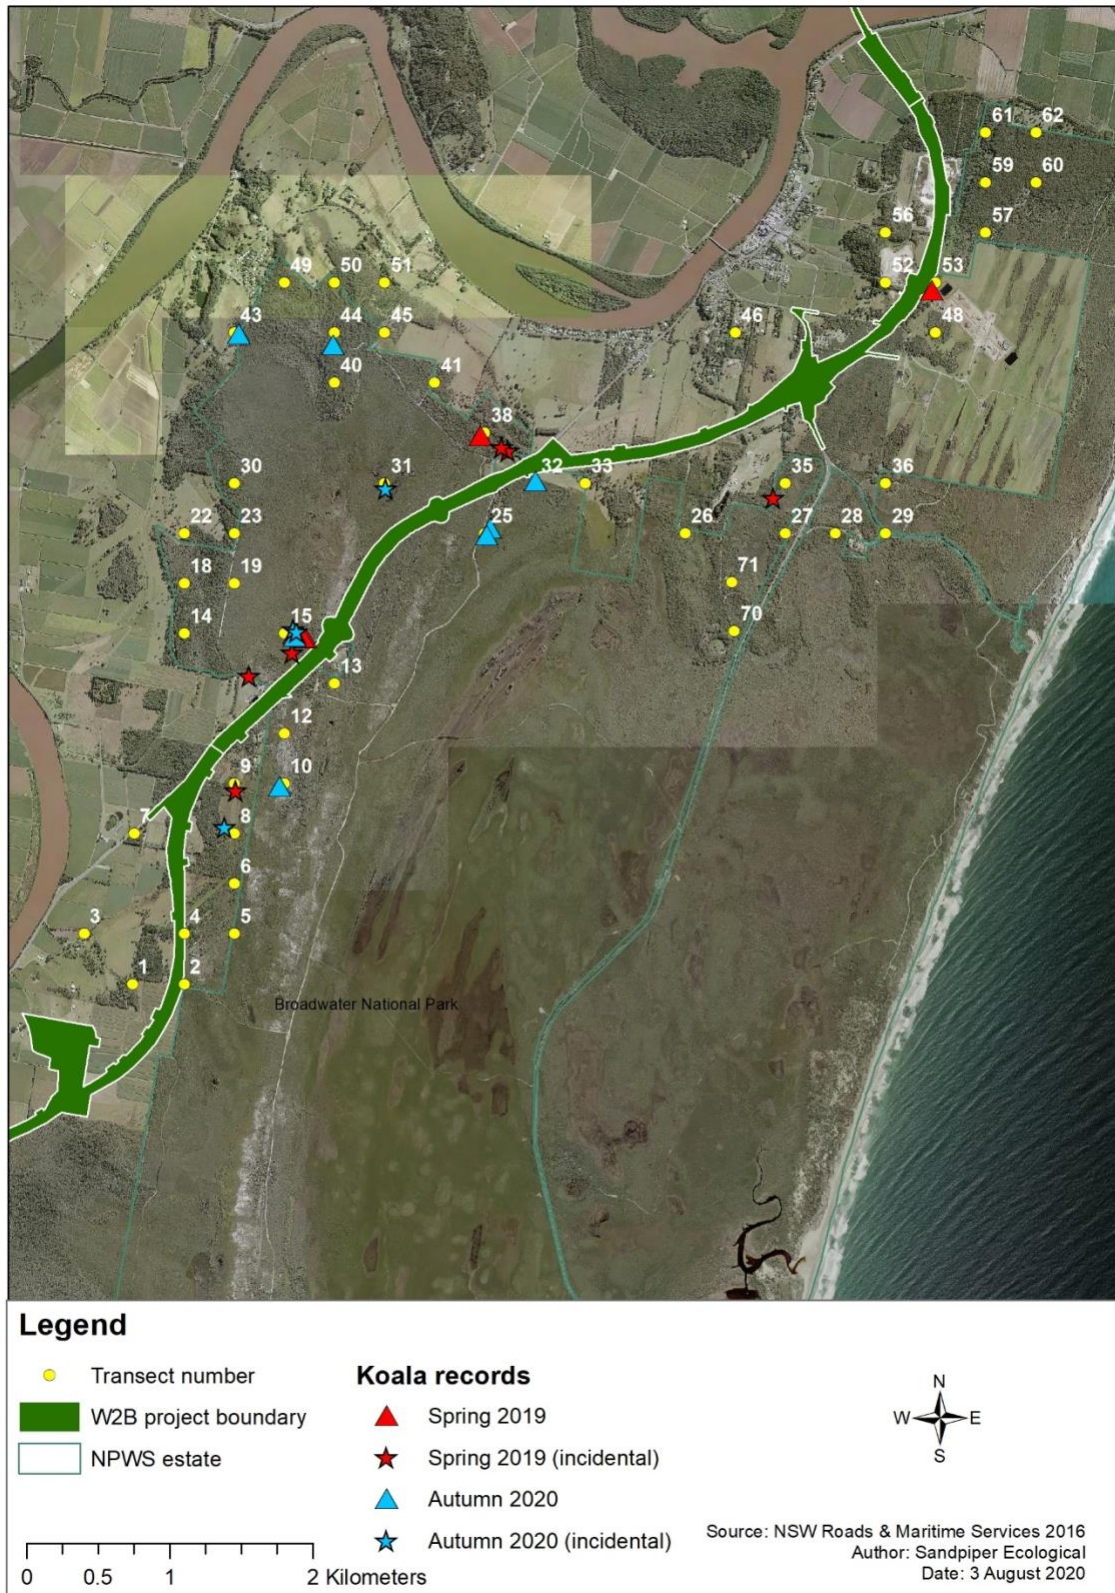 61 62
59 60
56 57
49 50 51 52 53
43 44 45 46 48
40 41
38
30 31 32 33 35 36
22 23 25 26 27 28 29
18 19 71
14 15 70
13
12
9 10
7 8
6
3 4 5
1 2
Broadwater National Park
Legend
Transect number
W2B project boundary
NPWS estate
Koala records
Spring 2019
Spring 2019 (incidental)
Autumn 2020
Autumn 2020 (incidental)
N
W E
S
0 0.5 1 2 Kilometers
Source: NSW Roads & Maritime Services 2016
Author: Sandpiper Ecological
Date: 3 August 2020